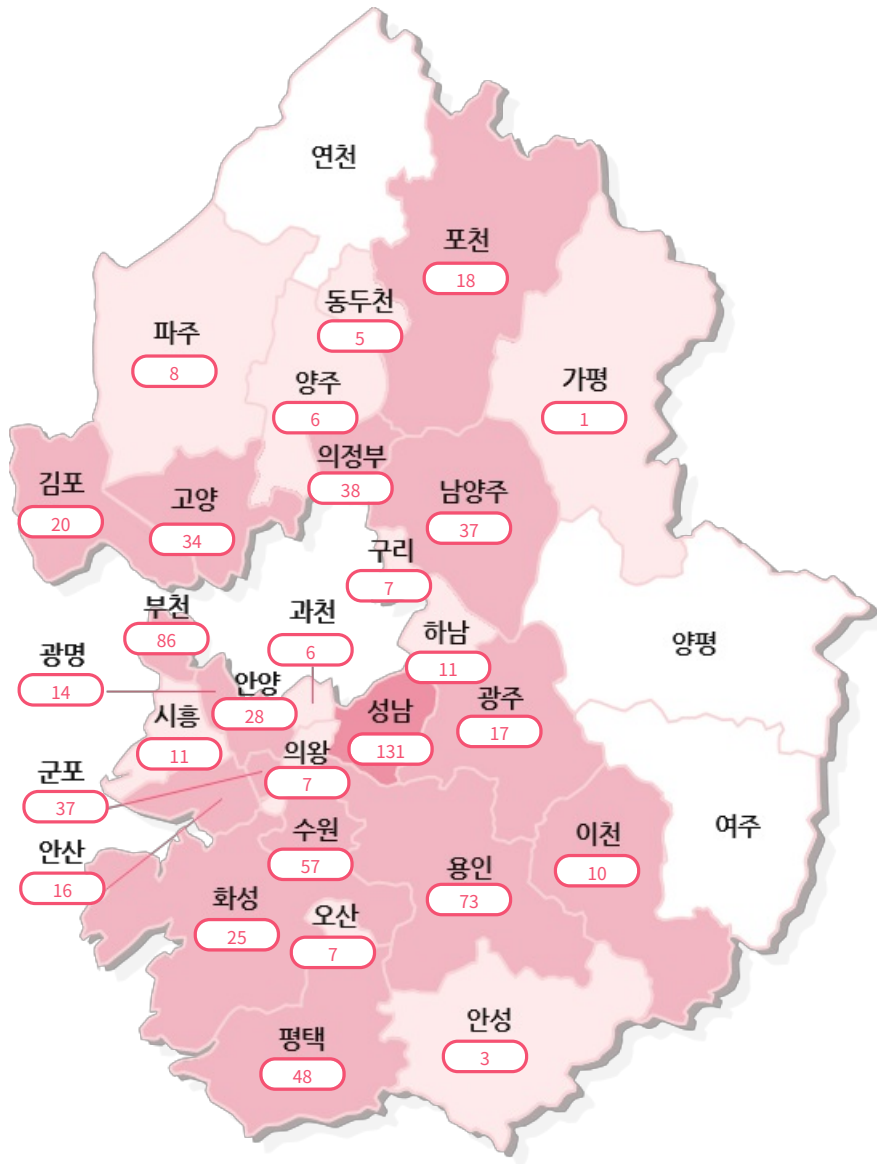 연천
포천
18
동두천
5
파주
8
양주
6
가평
1
의정부
38
김포
20
고양
34
남양주
37
구리
7
부천
86
과천
6
하남
11
양평
광명
14
안양
28
시흥
11
성남
131
광주
17
의왕
7
군포
37
수원
57
안산
16
이천
10
여주
용인
73
화성
25
오산
7
안성
3
평택
48